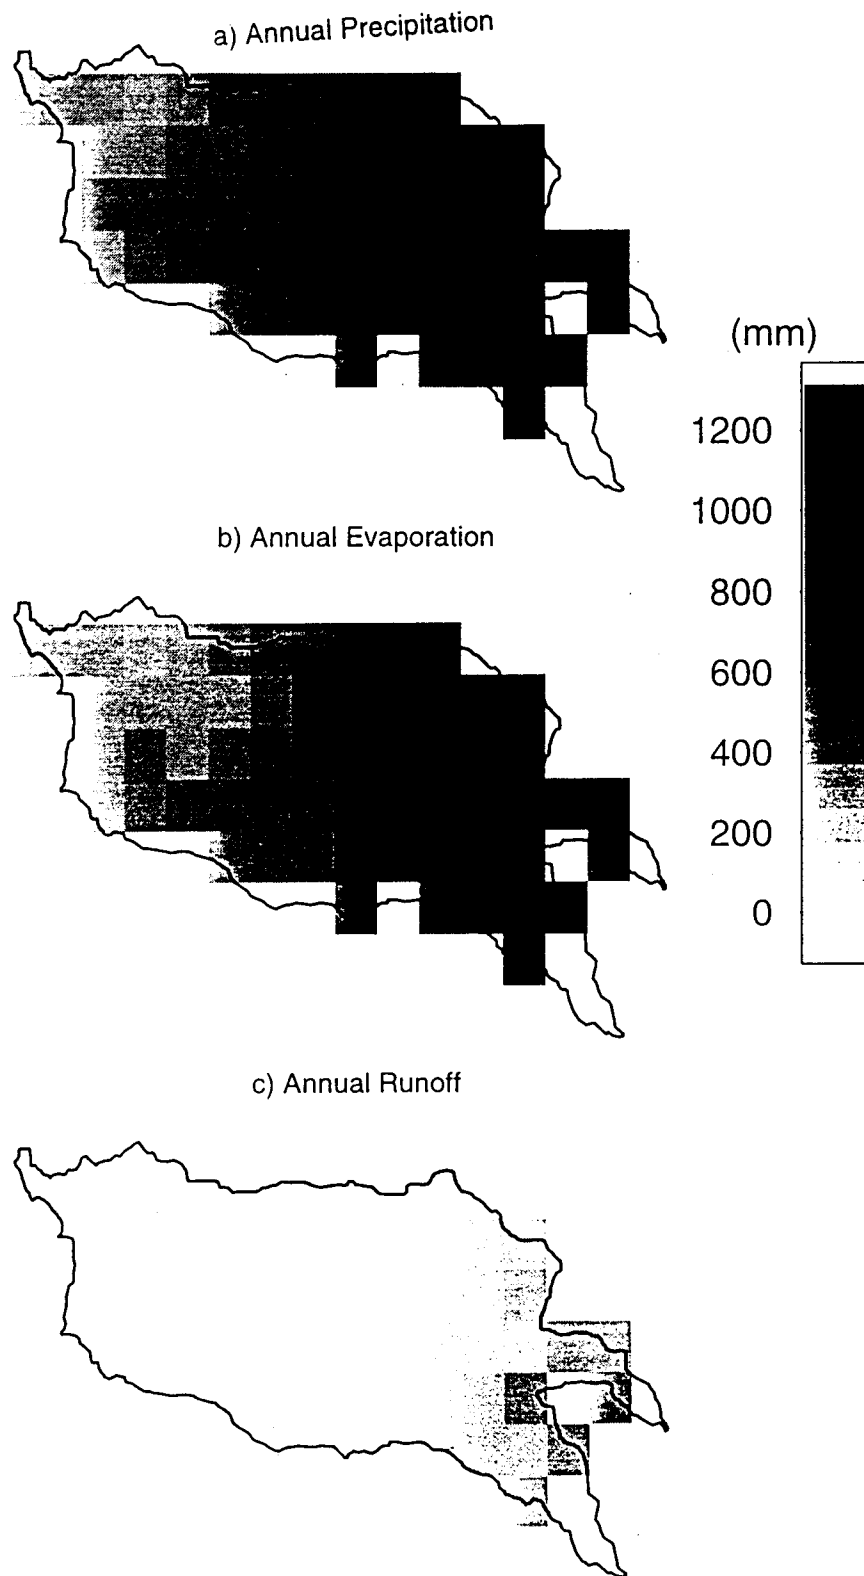 a) Annual Precipitation
(mm)
1200
1000
800
600
400
200
0
b) Annual Evaporation
c) Annual Runoff